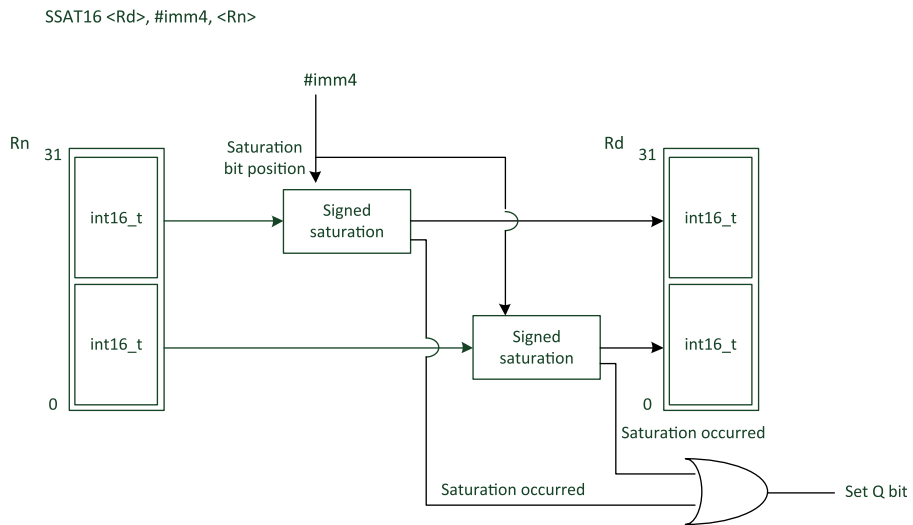 SSAT16 <Rd>, #imm4, <Rn>
#imm4
Rn
31
Saturation
bit position
Rd
31
int16_t
Signed
saturation
int16_t
int16_t
Signed
saturation
int16_t
0
0
Saturation occurred
Saturation occurred
Set Q bit